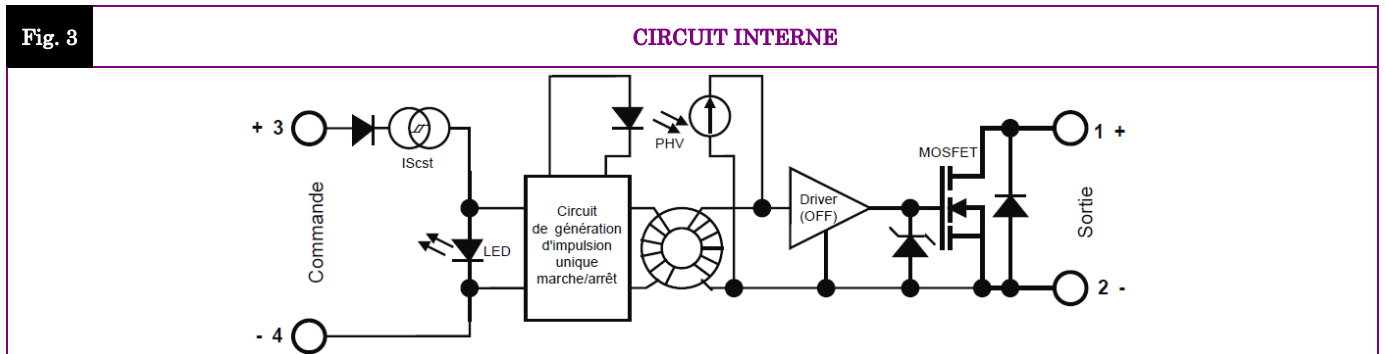 Fig. 3
CIRCUIT INTERNE
+ 3
IScst
PHV
MOSFET
1 +
Driver
(OFF)
Commande
Sortie
Circuit
de génération
d'impulsion
unique
marche/arrêt
LED
2 -
- 4